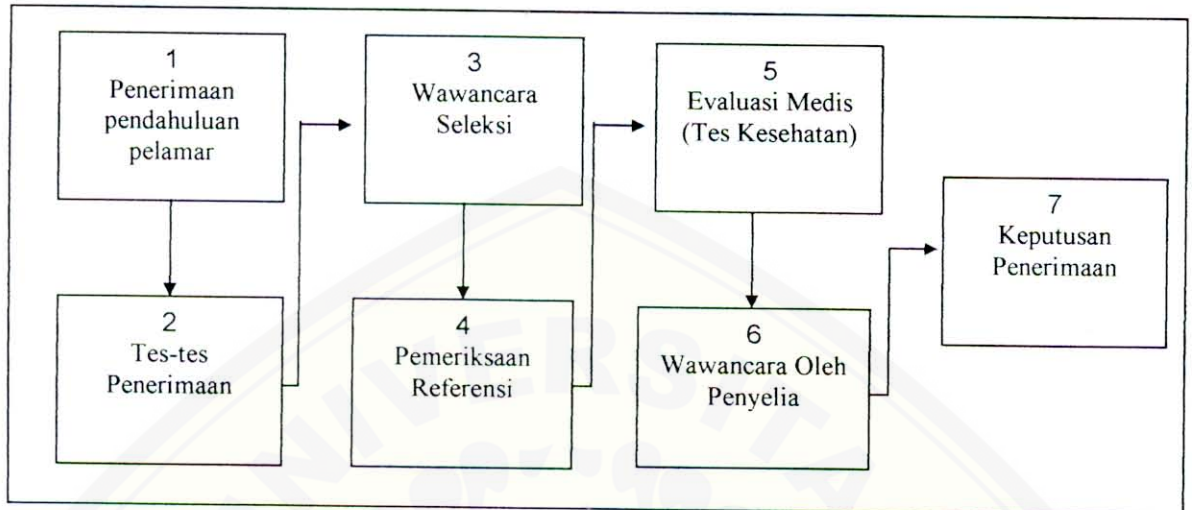 1
Penerimaan
pendahuluan
pelamar
2
Tes-tes
Penerimaan
3
Wawancara
Seleksi
4
Pemeriksaan
Referensi
5
Evaluasi Medis
(Tes Kesehatan)
6
Wawancara Oleh
Penyelia
7
Keputusan
Penerimaan
UNIVERSITA